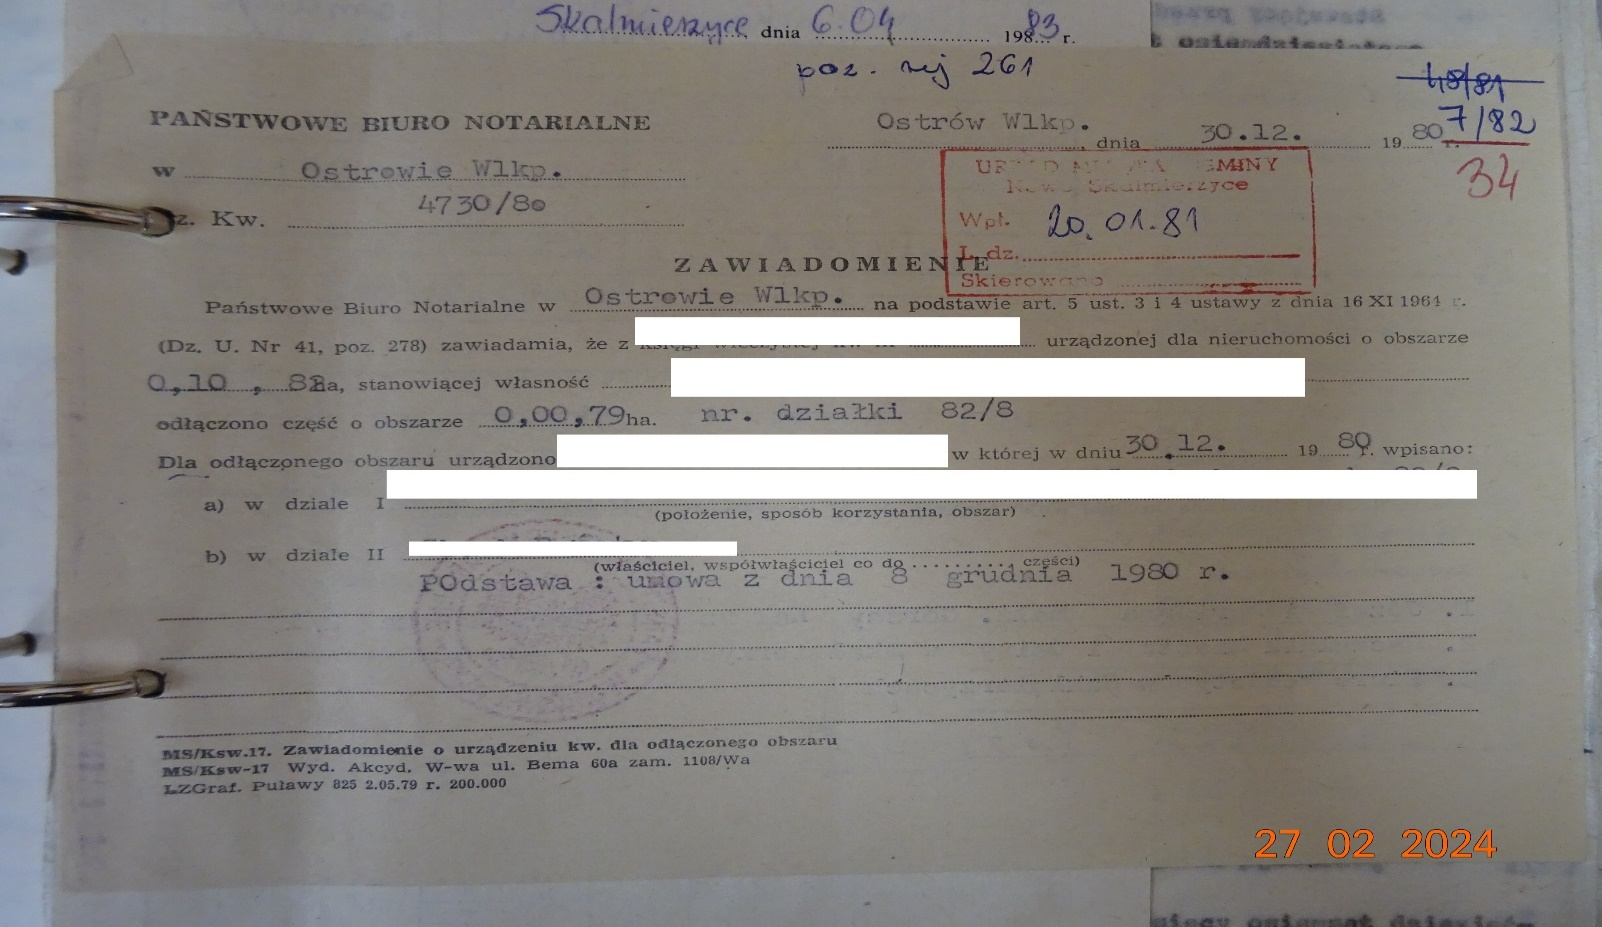 Skalmierzyce dnia 6.04 1983 r.
poz. rej 261
48/81
7/82
34
PAŃSTWOWE BIURO NOTARIALNE
Ostrów Wlkp. , dnia 30.12. 1980 r.
w Ostrowie Wlkp.
z. Kw. 4730/80
GMINY
Skalmierzyce
Wpł. 20.01.81
L. dz.
Skierowano
ZAWIADOMIENIE
Państwowe Biuro Notarialne w Ostrowie Wlkp. na podstawie art. 5 ust. 3 i 4 ustawy z dnia 16 XI 1964 r.
(Dz. U. Nr 41, poz. 278) zawiadamia, że z urządzonej dla nieruchomości o obszarze
0,10 , 82a, stanowiącej własność
odłączono część o obszarze 0,00,79ha. nr. działki 82/8
Dla odłączonego obszaru urządzono w której w dniu 30.12. 1980 r. wpisano:
a) w dziale I
(położenie, sposób korzystania, obszar)
b) w dziale II
(właściciel, współwłaściciel co do .......... części)
POdstawa : umowa z dnia 8 grudnia 1980 r.
MS/Ksw.17. Zawiadomienie o urządzeniu kw. dla odłączonego obszaru
MS/Ksw-17 Wyd. Akcyd. W-wa ul. Bema 60a zam. 1108/Wa
LZGraf. Puławy 825 2.05.79 r. 200.000
27 02 2024